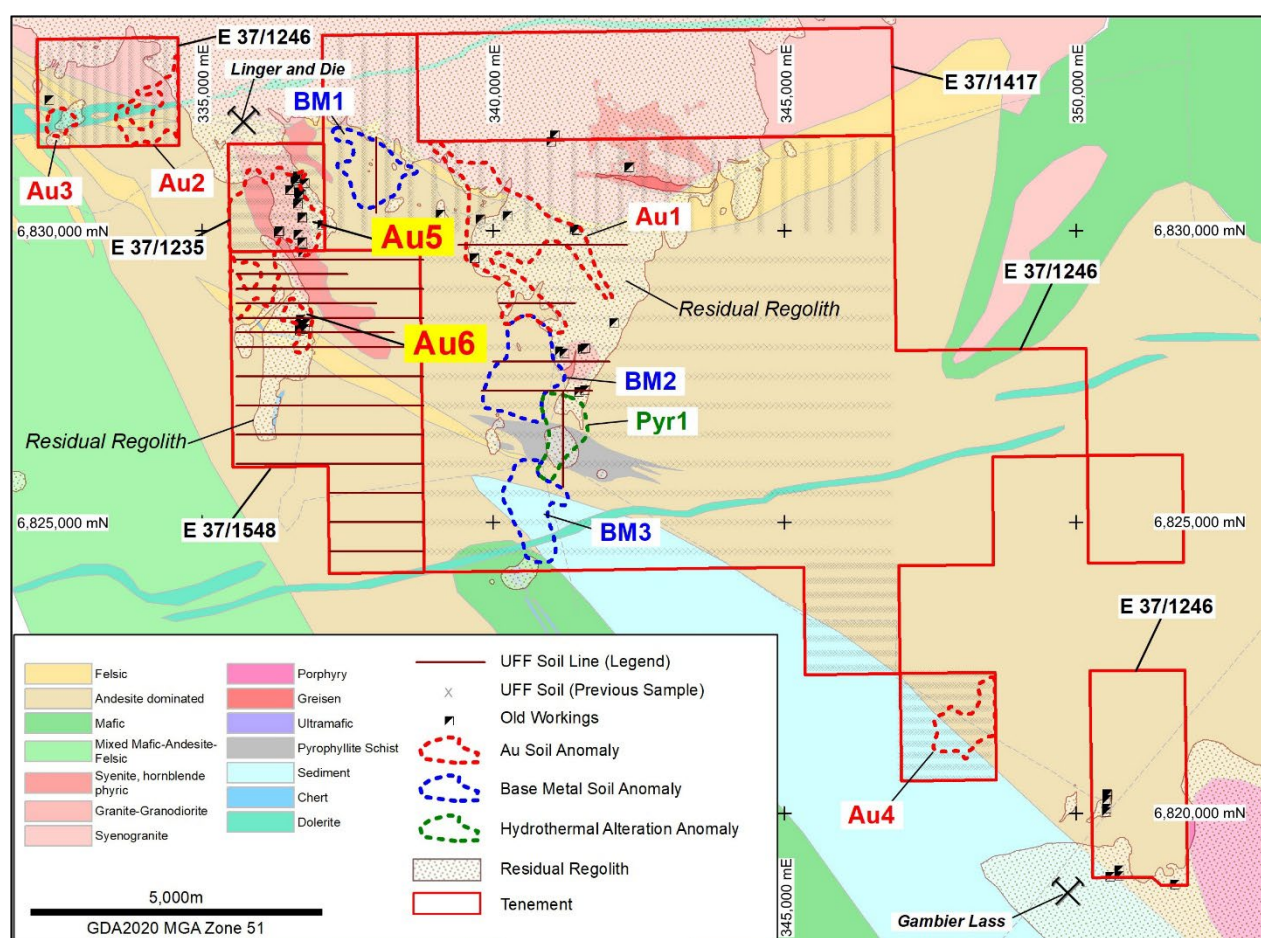 E 37/1246
Linger and Die
335,000 mE
340,000 mE
345,000 mE
350,000 mE
E 37/1417
BM1
Au3
Au2
Au1
6,830,000 mN
E 37/1235
Au5
6,830,000 mN
E 37/1246
Residual Regolith
Au6
BM2
Pyr1
Residual Regolith
6,825,000 mN
E 37/1548
BM3
6,825,000 mN
E 37/1246
Au4
6,820,000 mN
345,000 mE
Gambier Lass
Felsic
Andesite dominated
Mafic
Mixed Mafic-Andesite-
Felsic
Syenite, hornblende
phyric
Granite-Granodiorite
Syenogranite
Porphyry
Greisen
Ultramafic
Pyrophyllite Schist
Sediment
Chert
Dolerite
UFF Soil Line (Legend)
UFF Soil (Previous Sample)
Old Workings
Au Soil Anomaly
Base Metal Soil Anomaly
Hydrothermal Alteration Anomaly
Residual Regolith
Tenement
5,000m
GDA2020 MGA Zone 51